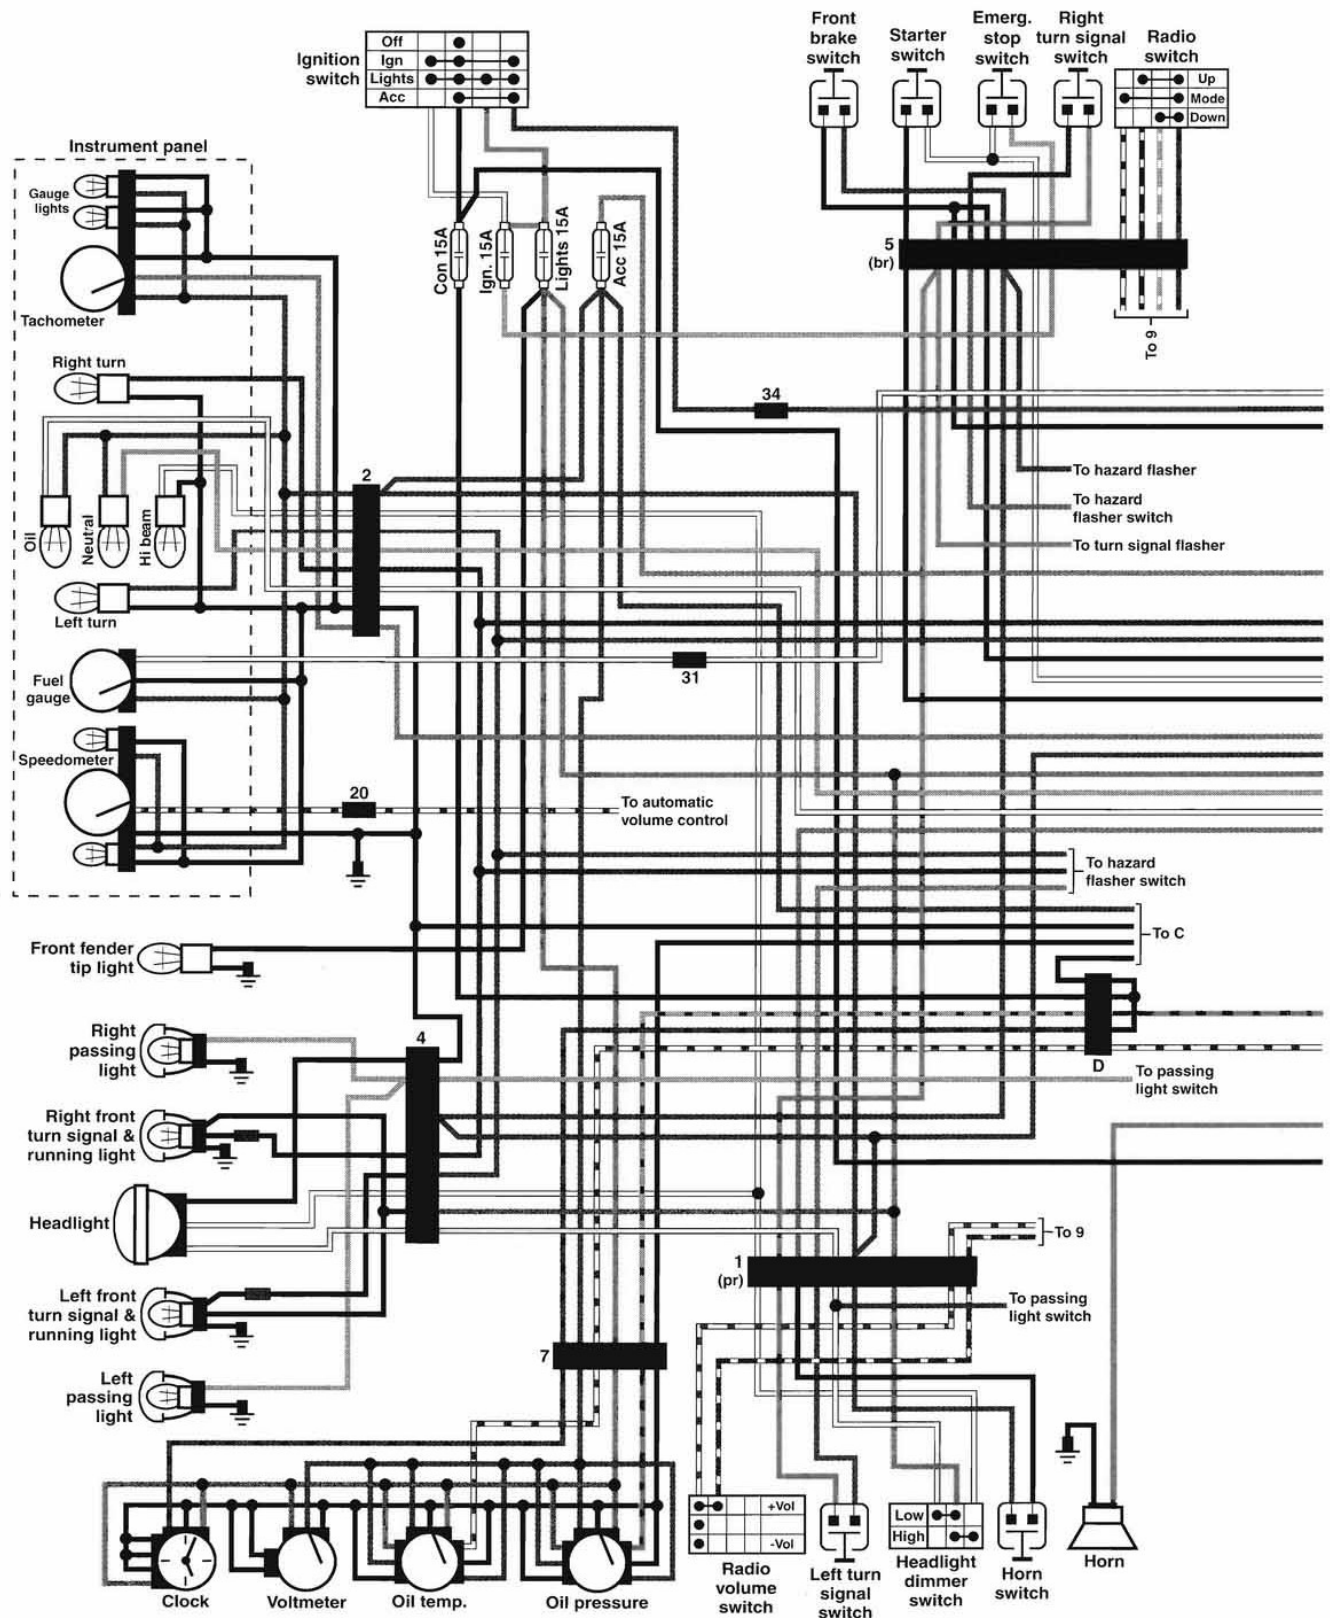 Front
brake
switch
Starter
switch
Emerg.
stop
switch
Right
turn signal
switch
Radio
switch
Up
Mode
Down
Ignition
switch
Off
Ign
Lights
Acc
Instrument panel
Gauge
lights
Tachometer
Con 15A
Ign. 15A
Lights 15A
Acc 15A
5
(br)
To 9
Right turn
34
2
To hazard flasher
To hazard
flasher switch
To turn signal flasher
Oil
Neutral
Hi beam
Left turn
Fuel
gauge
31
Speedometer
20
To automatic
volume control
To hazard
flasher switch
To C
Front fender
tip light
D
Right
passing
light
4
To passing
light switch
Right front
turn signal &
running light
Headlight
To 9
1
(pr)
Left front
turn signal &
running light
To passing
light switch
7
Left
passing
light
+Vol
-Vol
Low
High
Clock
Voltmeter
Oil temp.
Oil pressure
Radio
volume
switch
Left turn
signal
switch
Headlight
dimmer
switch
Horn
switch
Horn